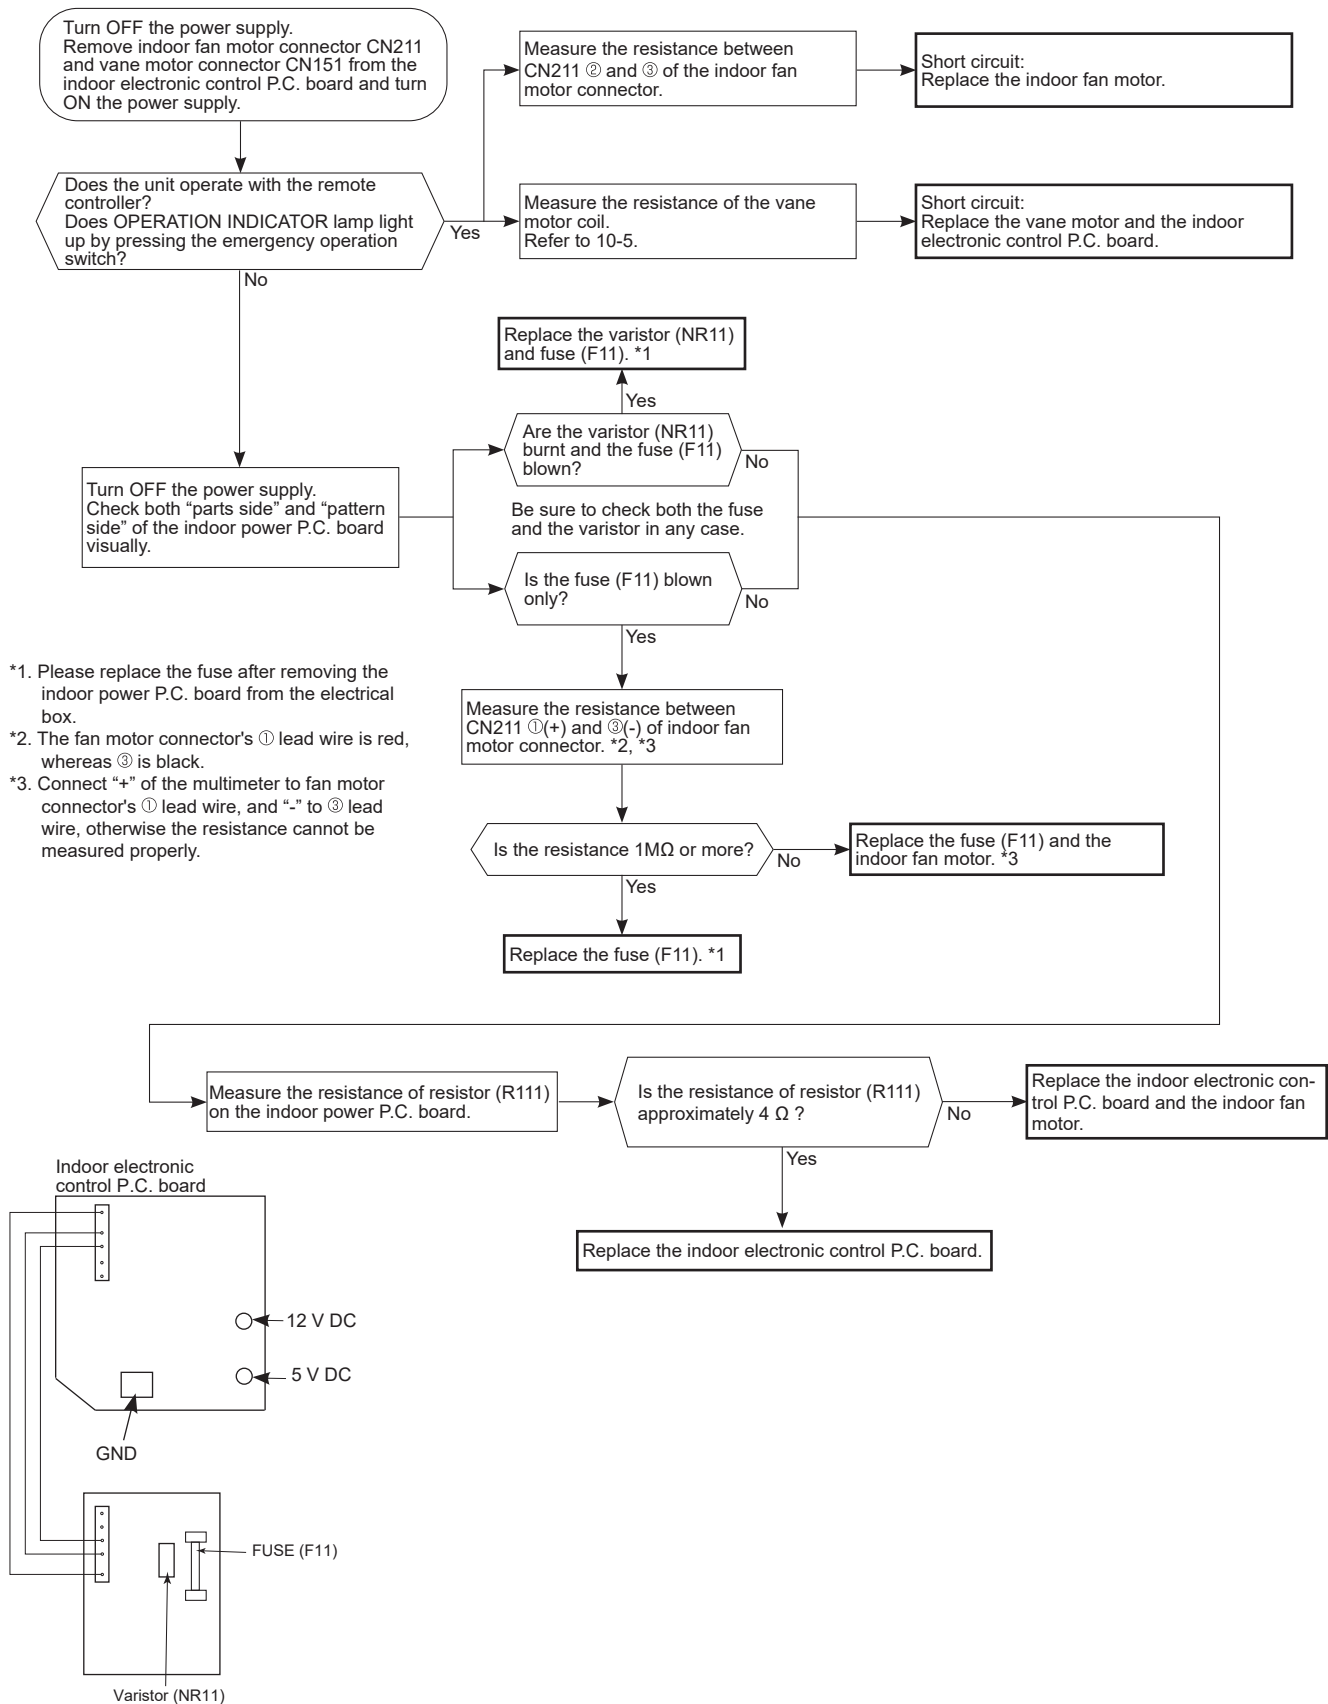 Turn OFF the power supply.
Remove indoor fan motor connector CN211
and vane motor connector CN151 from the
indoor electronic control P.C. board and turn
ON the power supply.
Measure the resistance between
CN211 ② and ③ of the indoor fan
motor connector.
Short circuit:
Replace the indoor fan motor.
Does the unit operate with the remote
controller?
Does OPERATION INDICATOR lamp light
up by pressing the emergency operation
switch?
Yes
Measure the resistance of the vane
motor coil.
Refer to 10-5.
Short circuit:
Replace the vane motor and the indoor
electronic control P.C. board.
No
Replace the varistor (NR11)
and fuse (F11). *1
Yes
Are the varistor (NR11)
burnt and the fuse (F11)
blown?
No
Turn OFF the power supply.
Check both “parts side” and “pattern
side” of the indoor power P.C. board
visually.
Be sure to check both the fuse
and the varistor in any case.
Is the fuse (F11) blown
only?
No
Yes
*1. Please replace the fuse after removing the
indoor power P.C. board from the electrical
box.
*2. The fan motor connector's ① lead wire is red,
whereas ③ is black.
*3. Connect “+” of the multimeter to fan motor
connector's ① lead wire, and “-” to ③ lead
wire, otherwise the resistance cannot be
measured properly.
Measure the resistance between
CN211 ①(+) and ③(-) of indoor fan
motor connector. *2, *3
Is the resistance 1MΩ or more?
No
Replace the fuse (F11) and the
indoor fan motor. *3
Yes
Replace the fuse (F11). *1
Measure the resistance of resistor (R111)
on the indoor power P.C. board.
Is the resistance of resistor (R111)
approximately 4 Ω ?
No
Replace the indoor electronic con-
trol P.C. board and the indoor fan
motor.
Yes
Replace the indoor electronic control P.C. board.
Indoor electronic
control P.C. board
12 V DC
5 V DC
GND
FUSE (F11)
Varistor (NR11)